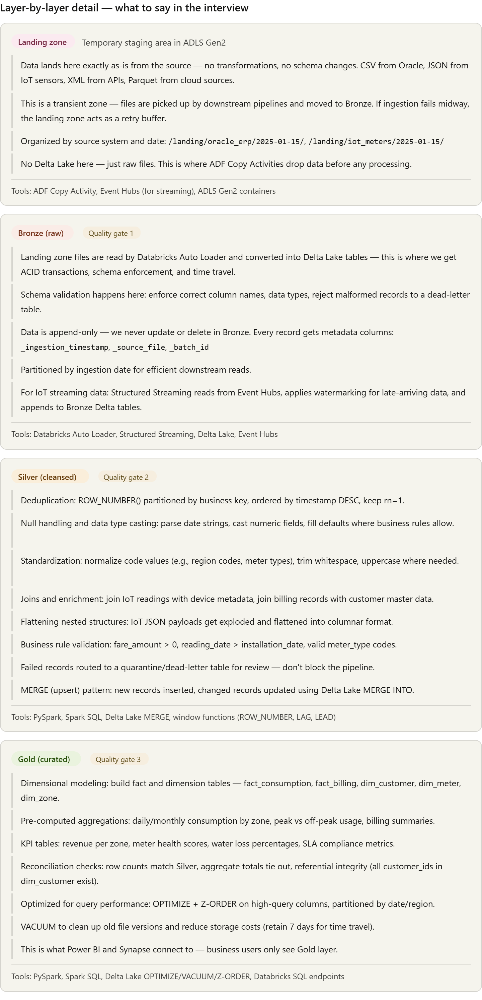 Layer-by-layer detail — what to say in the interview
Landing zone Temporary staging area in ADLS Gen2
Data lands here exactly as-is from the source — no transformations, no schema changes. CSV from Oracle, JSON from
IoT sensors, XML from APIs, Parquet from cloud sources.
This is a transient zone — files are picked up by downstream pipelines and moved to Bronze. If ingestion fails midway,
the landing zone acts as a retry buffer.
Organized by source system and date: /landing/oracle_erp/2025-01-15/, /landing/iot_meters/2025-01-15/
No Delta Lake here — just raw files. This is where ADF Copy Activities drop data before any processing.
Tools: ADF Copy Activity, Event Hubs (for streaming), ADLS Gen2 containers
Bronze (raw) Quality gate 1
Landing zone files are read by Databricks Auto Loader and converted into Delta Lake tables — this is where we get
ACID transactions, schema enforcement, and time travel.
Schema validation happens here: enforce correct column names, data types, reject malformed records to a dead-letter
table.
Data is append-only — we never update or delete in Bronze. Every record gets metadata columns:
_ingestion_timestamp, _source_file, _batch_id
Partitioned by ingestion date for efficient downstream reads.
For IoT streaming data: Structured Streaming reads from Event Hubs, applies watermarking for late-arriving data, and
appends to Bronze Delta tables.
Tools: Databricks Auto Loader, Structured Streaming, Delta Lake, Event Hubs
Silver (cleansed) Quality gate 2
Deduplication: ROW_NUMBER() partitioned by business key, ordered by timestamp DESC, keep rn=1.
Null handling and data type casting: parse date strings, cast numeric fields, fill defaults where business rules allow.
Standardization: normalize code values (e.g., region codes, meter types), trim whitespace, uppercase where needed.
Joins and enrichment: join IoT readings with device metadata, join billing records with customer master data.
Flattening nested structures: IoT JSON payloads get exploded and flattened into columnar format.
Business rule validation: fare_amount > 0, reading_date > installation_date, valid meter_type codes.
Failed records routed to a quarantine/dead-letter table for review — don't block the pipeline.
MERGE (upsert) pattern: new records inserted, changed records updated using Delta Lake MERGE INTO.
Tools: PySpark, Spark SQL, Delta Lake MERGE, window functions (ROW_NUMBER, LAG, LEAD)
Gold (curated) Quality gate 3
Dimensional modeling: build fact and dimension tables — fact_consumption, fact_billing, dim_customer, dim_meter,
dim_zone.
Pre-computed aggregations: daily/monthly consumption by zone, peak vs off-peak usage, billing summaries.
KPI tables: revenue per zone, meter health scores, water loss percentages, SLA compliance metrics.
Reconciliation checks: row counts match Silver, aggregate totals tie out, referential integrity (all customer_ids in
dim_customer exist).
Optimized for query performance: OPTIMIZE + Z-ORDER on high-query columns, partitioned by date/region.
VACUUM to clean up old file versions and reduce storage costs (retain 7 days for time travel).
This is what Power BI and Synapse connect to — business users only see Gold layer.
Tools: PySpark, Spark SQL, Delta Lake OPTIMIZE/VACUUM/Z-ORDER, Databricks SQL endpoints